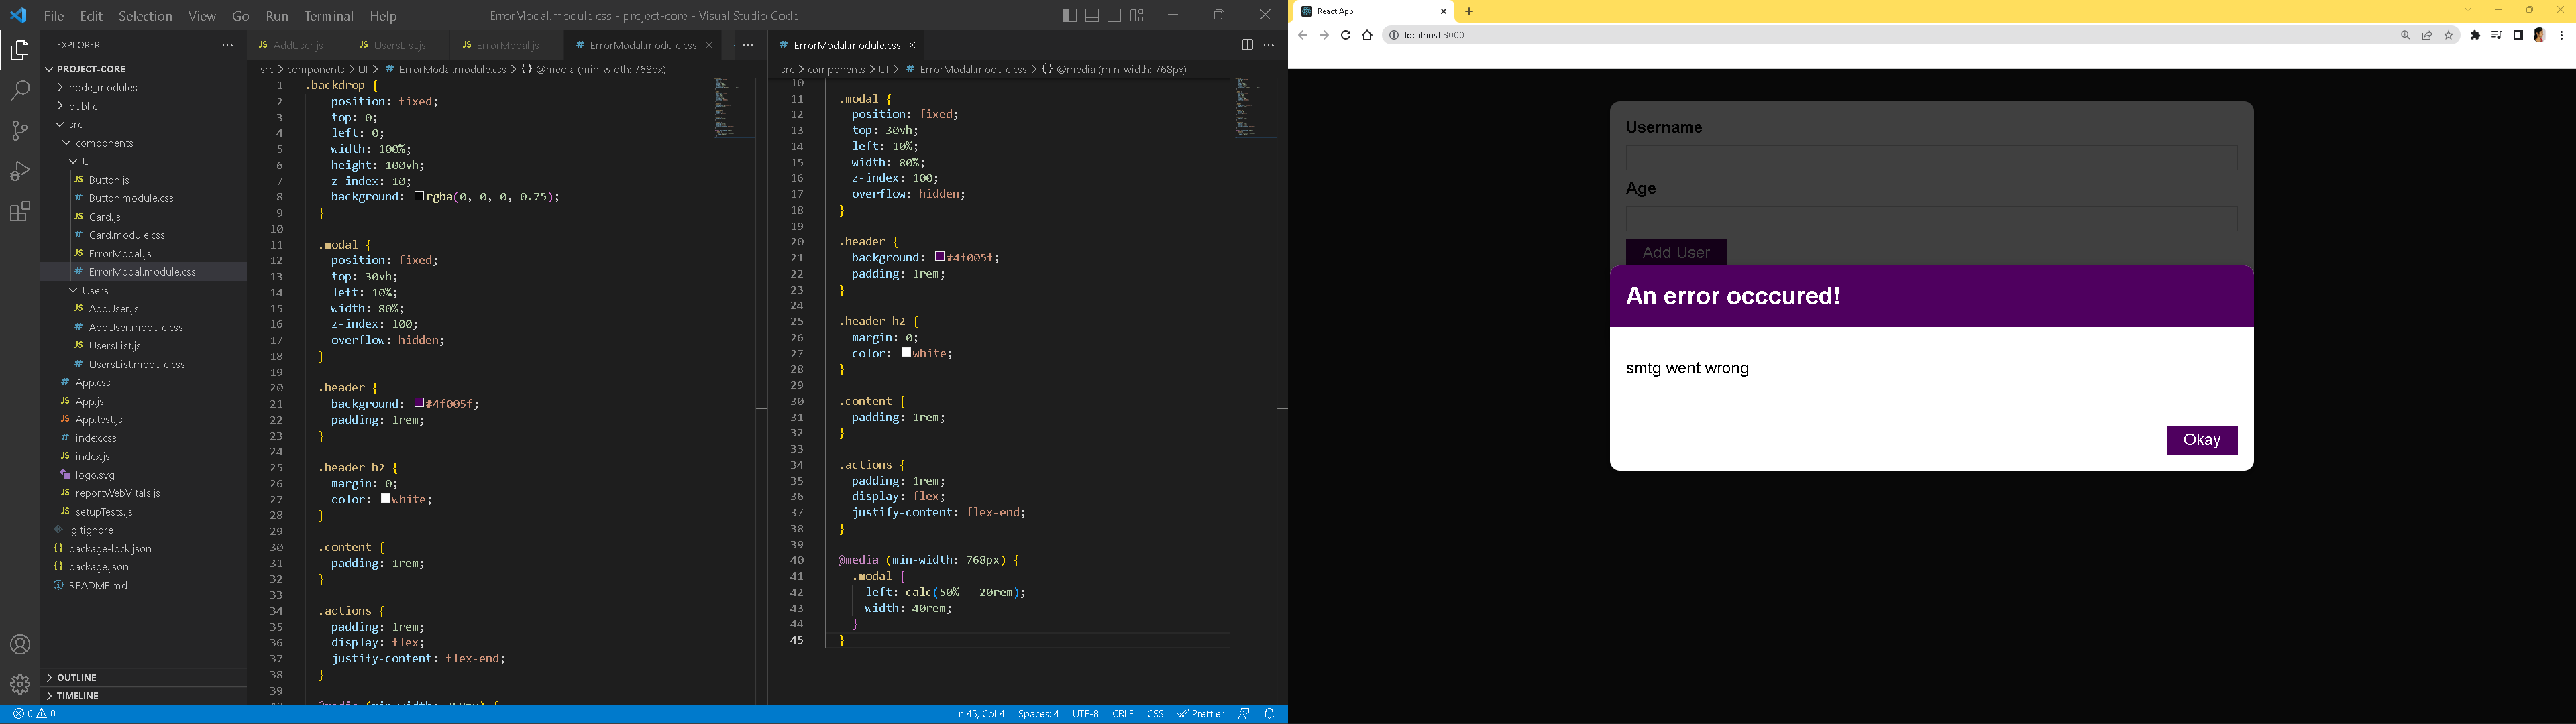 File Edit Selection View Go Run Terminal Help
ErrorModal.module.css - project-core - Visual Studio Code
EXPLORER
PROJECT-CORE
node_modules
public
src
components
UI
Button.js
Button.module.css
Card.js
Card.module.css
ErrorModal.js
ErrorModal.module.css
Users
AddUser.js
AddUser.module.css
UsersList.js
UsersList.module.css
App.css
App.js
App.test.js
index.css
index.js
logo.svg
reportWebVitals.js
setupTests.js
.gitignore
package-lock.json
package.json
README.md
OUTLINE
TIMELINE
AddUser.js UsersList.js ErrorModal.js ErrorModal.module.css
src > components > UI > # ErrorModal.module.css > {} @media (min-width: 768px)
1 .backdrop {
2 position: fixed;
3 top: 0;
4 left: 0;
5 width: 100%;
6 height: 100vh;
7 z-index: 10;
8 background: rgba(0, 0, 0, 0.75);
9 }
10
11 .modal {
12 position: fixed;
13 top: 30vh;
14 left: 10%;
15 width: 80%;
16 z-index: 100;
17 overflow: hidden;
18 }
19
20 .header {
21 background: #4f005f;
22 padding: 1rem;
23 }
24
25 .header h2 {
26 margin: 0;
27 color: white;
28 }
29
30 .content {
31 padding: 1rem;
32 }
33
34 .actions {
35 padding: 1rem;
36 display: flex;
37 justify-content: flex-end;
38 }
39
40 @media (min-width: 768px) {
ErrorModal.module.css
src > components > UI > # ErrorModal.module.css > {} @media (min-width: 768px)
10
11 .modal {
12 position: fixed;
13 top: 30vh;
14 left: 10%;
15 width: 80%;
16 z-index: 100;
17 overflow: hidden;
18 }
19
20 .header {
21 background: #4f005f;
22 padding: 1rem;
23 }
24
25 .header h2 {
26 margin: 0;
27 color: white;
28 }
29
30 .content {
31 padding: 1rem;
32 }
33
34 .actions {
35 padding: 1rem;
36 display: flex;
37 justify-content: flex-end;
38 }
39
40 @media (min-width: 768px) {
41 .modal {
42 left: calc(50% - 20rem);
43 width: 40rem;
44 }
45 }
0 0
Ln 45, Col 4 Spaces: 4 UTF-8 CRLF CSS Prettier
React App
localhost:3000
Username
Age
Add User
An error occcured!
smtg went wrong
Okay